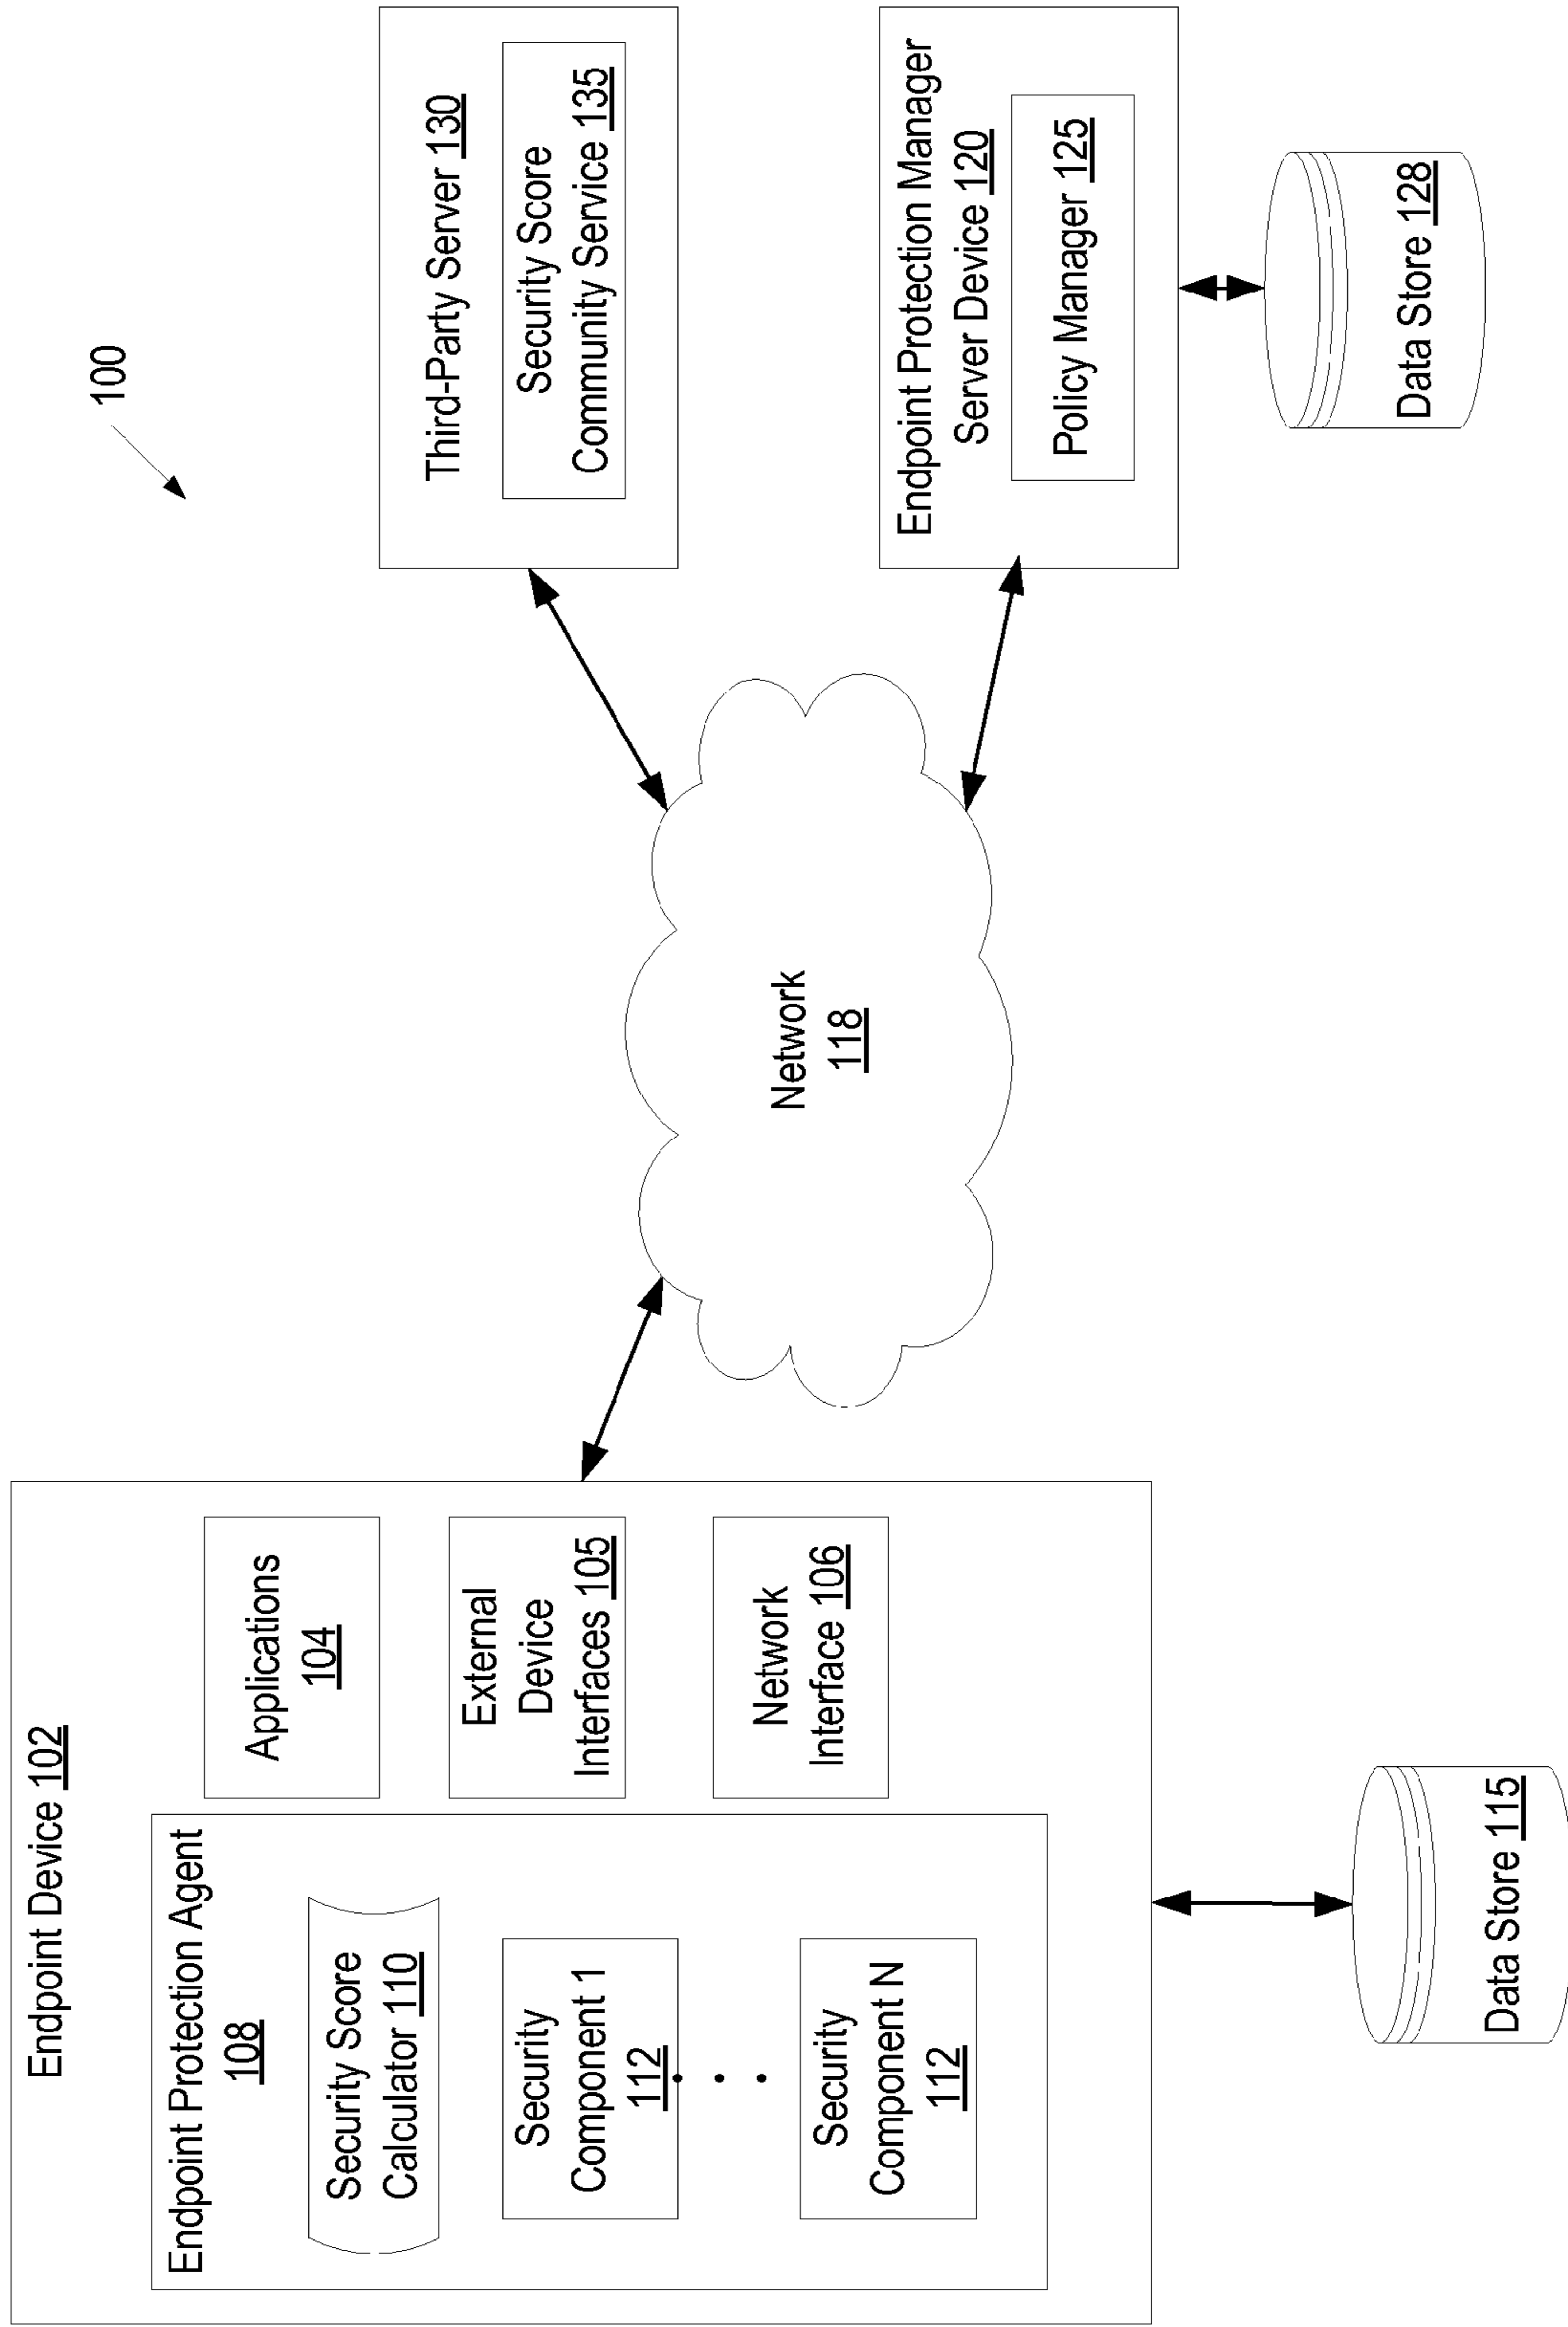 100
Endpoint Device 102
Endpoint Protection Agent
108
Security Score
Calculator 110
Security
Component 1
112
Security
Component N
112
Applications
104
External
Device
Interfaces 105
Network
Interface 106
Data Store 115
Network
118
Third-Party Server 130
Security Score
Community Service 135
Endpoint Protection Manager
Server Device 120
Policy Manager 125
Data Store 128